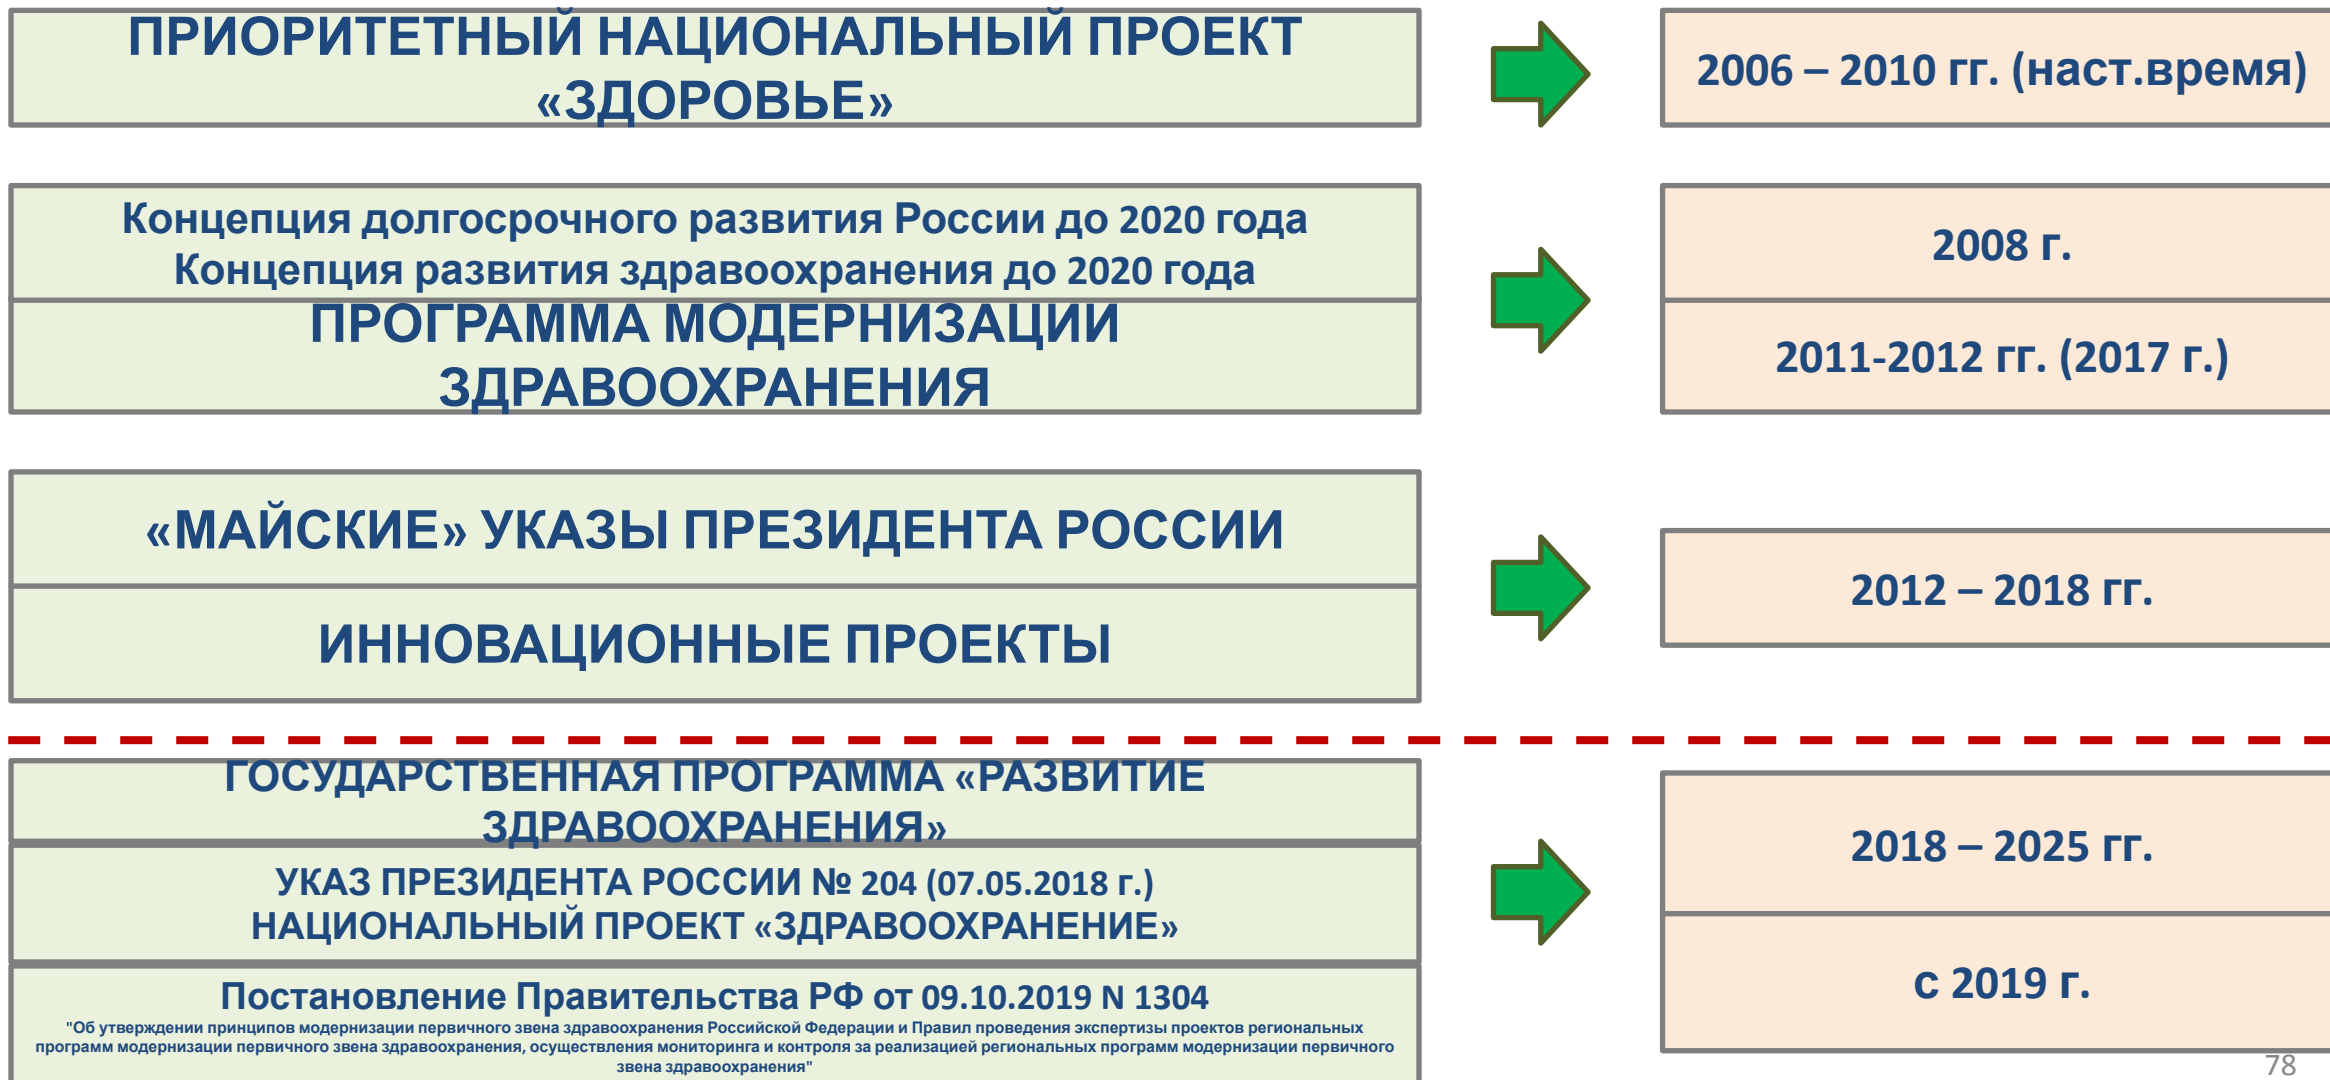 ПРИОРИТЕТНЫЙ НАЦИОНАЛЬНЫЙ ПРОЕКТ
«ЗДОРОВЬЕ»
2006 – 2010 гг. (наст.время)
Концепция долгосрочного развития России до 2020 года
Концепция развития здравоохранения до 2020 года
2008 г.
ПРОГРАММА МОДЕРНИЗАЦИИ
ЗДРАВООХРАНЕНИЯ
2011-2012 гг. (2017 г.)
«МАЙСКИЕ» УКАЗЫ ПРЕЗИДЕНТА РОССИИ
ИННОВАЦИОННЫЕ ПРОЕКТЫ
2012 – 2018 гг.
ГОСУДАРСТВЕННАЯ ПРОГРАММА «РАЗВИТИЕ
ЗДРАВООХРАНЕНИЯ»
УКАЗ ПРЕЗИДЕНТА РОССИИ № 204 (07.05.2018 г.)
НАЦИОНАЛЬНЫЙ ПРОЕКТ «ЗДРАВООХРАНЕНИЕ»
2018 – 2025 гг.
Постановление Правительства РФ от 09.10.2019 N 1304
"Об утверждении принципов модернизации первичного звена здравоохранения Российской Федерации и Правил проведения экспертизы проектов региональных
программ модернизации первичного звена здравоохранения, осуществления мониторинга и контроля за реализацией региональных программ модернизации первичного
звена здравоохранения"
с 2019 г.
78